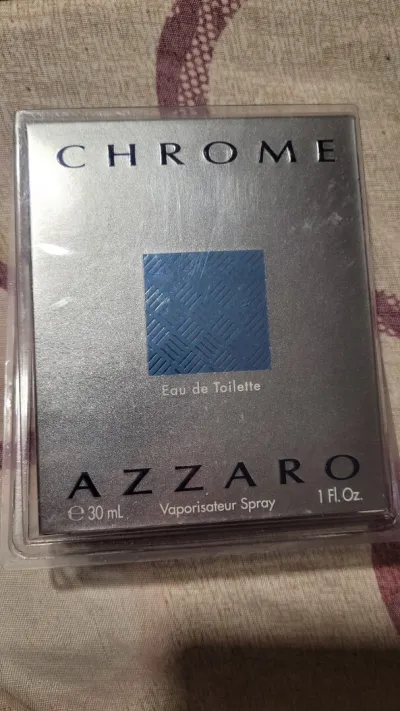 CHROME
Eau de Toilette
AZZARO
℮ 30 mL Vaporisateur Spray 1 Fl. Oz.